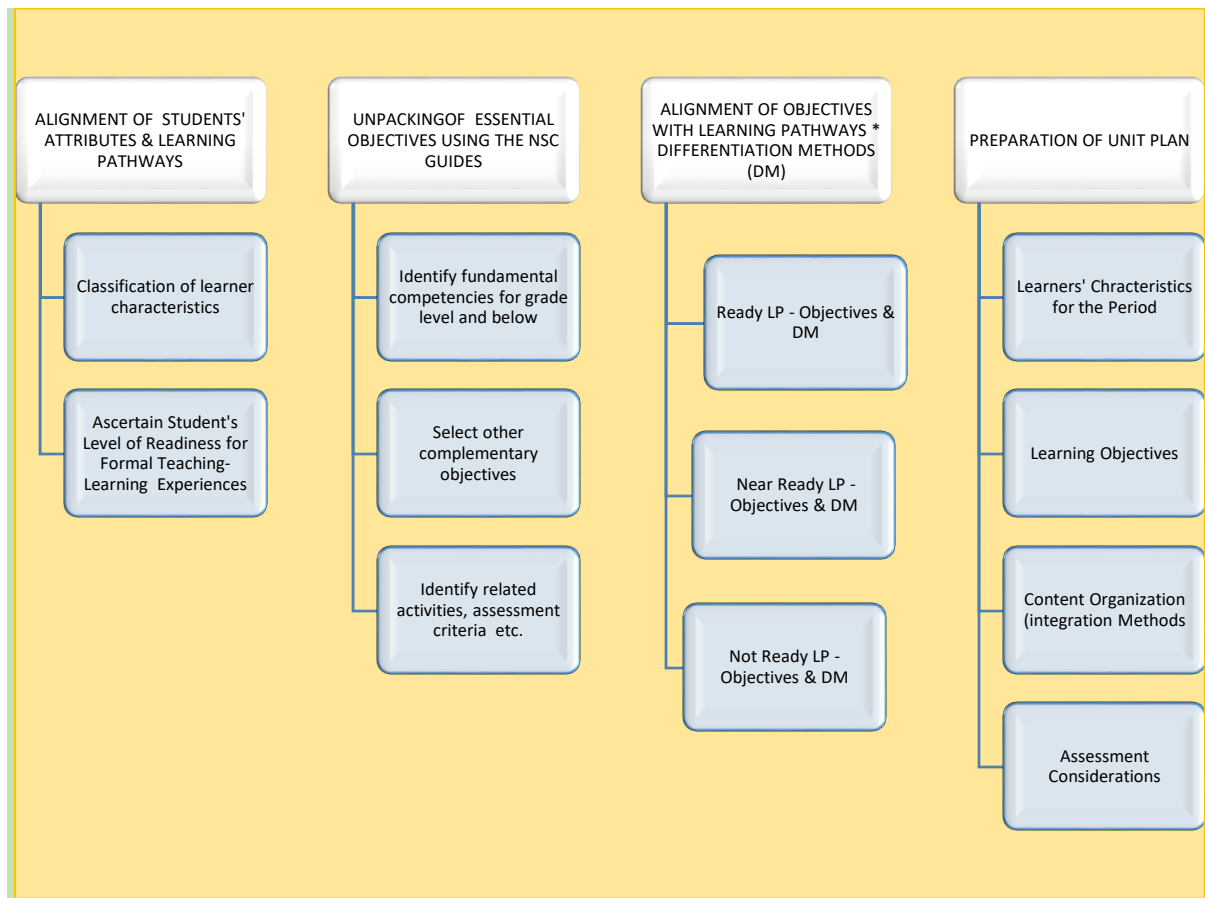 ALIGNMENT OF STUDENTS'
ATTRIBUTES & LEARNING
PATHWAYS
Classification of learner
characteristics
Ascertain Student's
Level of Readiness for
Formal Teaching-
Learning Experiences
UNPACKINGOF ESSENTIAL
OBJECTIVES USING THE NSC
GUIDES
Identify fundamental
competencies for grade
level and below
Select other
complementary
objectives
Identify related
activities, assessment
criteria etc.
ALIGNMENT OF OBJECTIVES
WITH LEARNING PATHWAYS *
DIFFERENTIATION METHODS
(DM)
Ready LP - Objectives &
DM
Near Ready LP -
Objectives & DM
Not Ready LP -
Objectives & DM
PREPARATION OF UNIT PLAN
Learners' Chracteristics
for the Period
Learning Objectives
Content Organization
(integration Methods
Assessment
Considerations